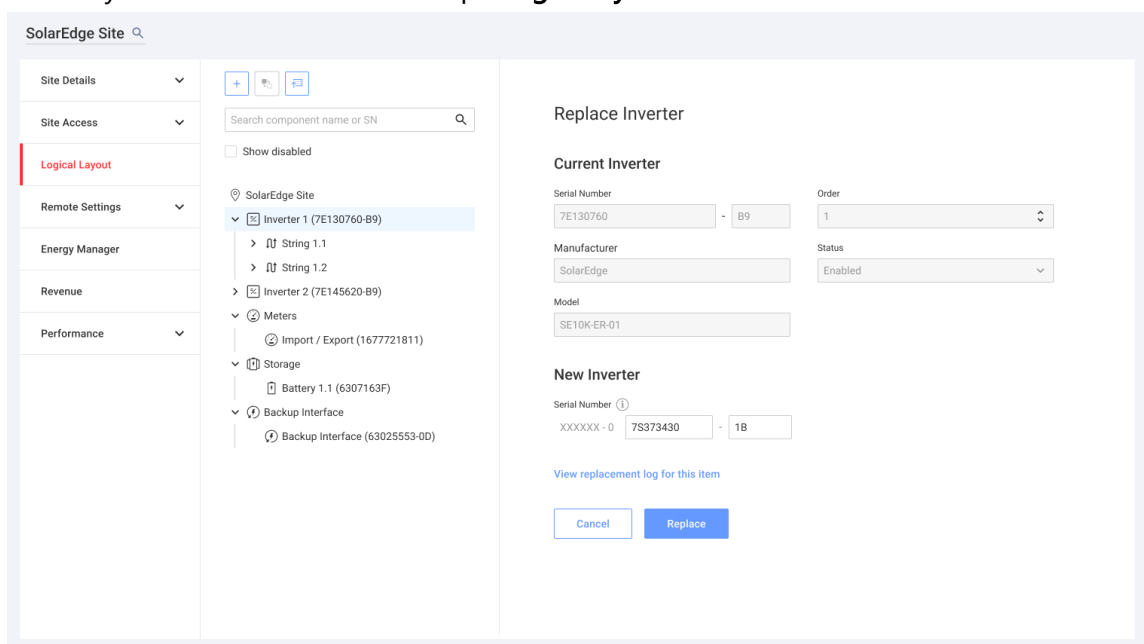 SolarEdge Site
Site Details
Site Access
Logical Layout
Remote Settings
Energy Manager
Revenue
Performance
+
Search component name or SN
Show disabled
SolarEdge Site
Inverter 1 (7E130760-B9)
String 1.1
String 1.2
Inverter 2 (7E145620-B9)
Meters
Import / Export (1677721811)
Storage
Battery 1.1 (6307163F)
Backup Interface
Backup Interface (63025553-0D)
Replace Inverter
Current Inverter
Serial Number
7E130760 - B9
Order
1
Manufacturer
SolarEdge
Status
Enabled
Model
SE10K-ER-01
New Inverter
Serial Number
XXXXXX - 0 7S373430 - 1B
View replacement log for this item
Cancel
Replace